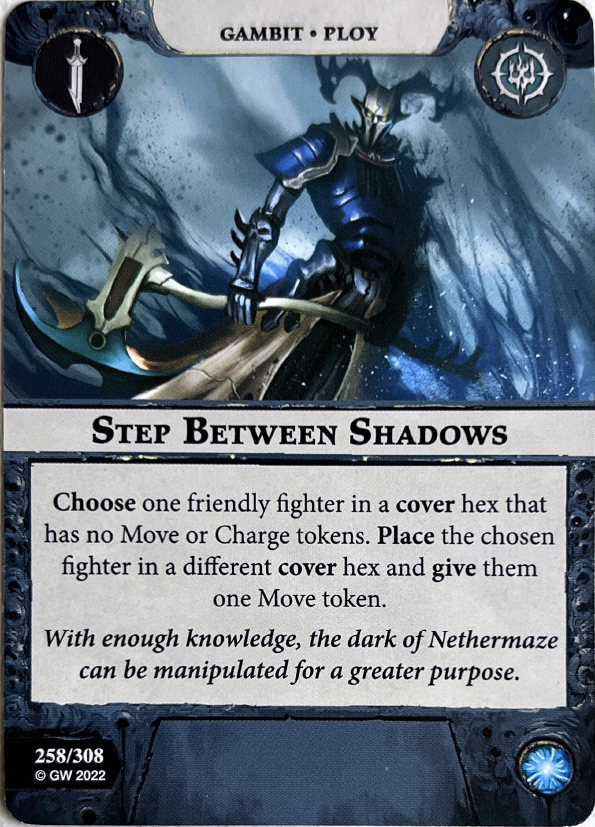 GAMBIT • PLOY
STEP BETWEEN SHADOWS
Choose one friendly fighter in a cover hex that
has no Move or Charge tokens. Place the chosen
fighter in a different cover hex and give them
one Move token.
With enough knowledge, the dark of Nethermaze
can be manipulated for a greater purpose.
258/308
© GW 2022